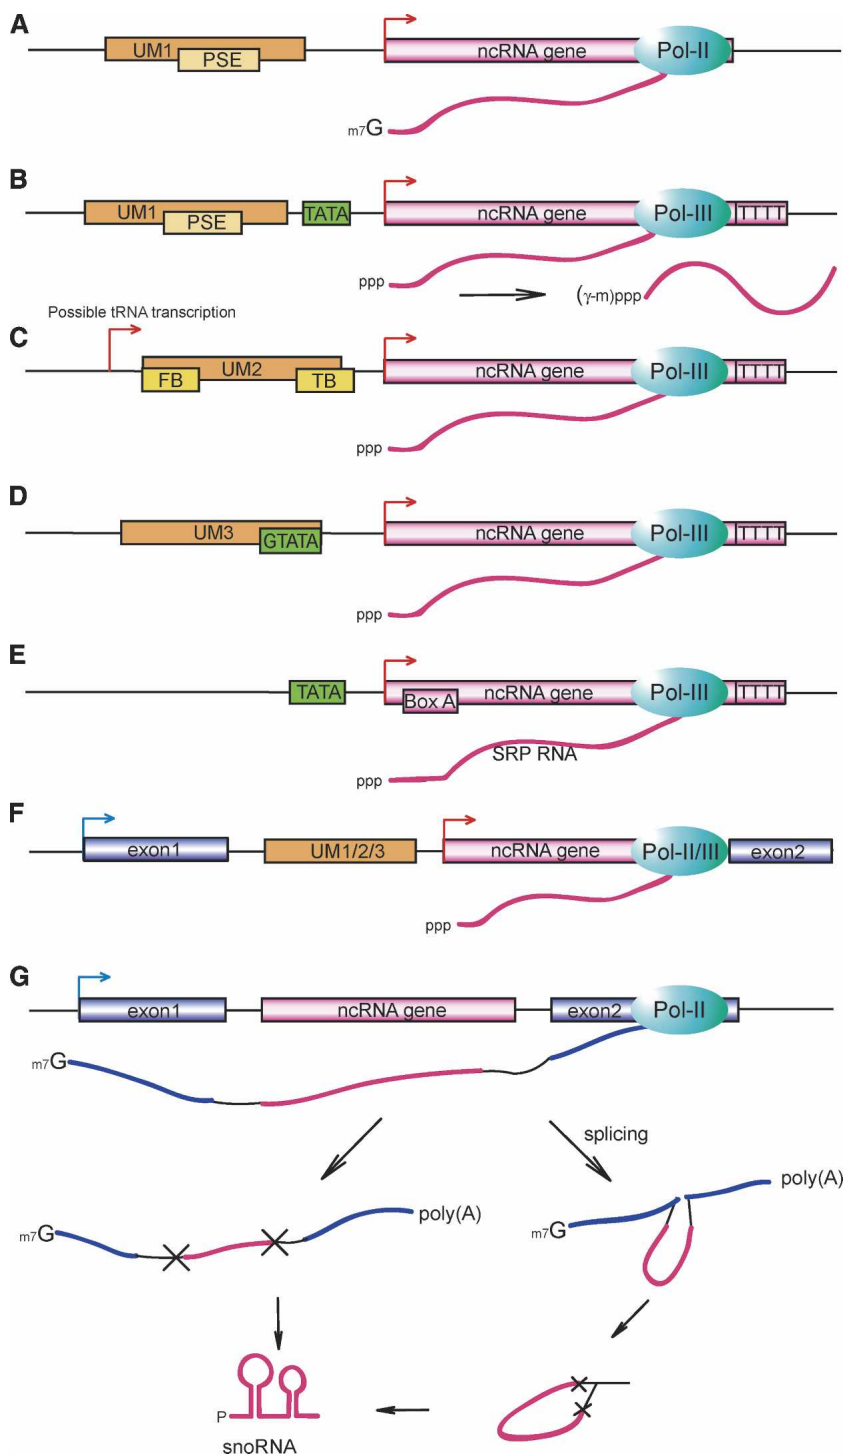 A
UM1
PSE
ncRNA gene
Pol-II
m7G
B
UM1
PSE
TATA
ncRNA gene
Pol-III
TTTT
ppp
(γ-m)ppp
Possible tRNA transcription
C
FB
UM2
TB
ncRNA gene
Pol-III
TTTT
ppp
D
UM3
GTATA
ncRNA gene
Pol-III
TTTT
ppp
E
TATA
Box A
ncRNA gene
Pol-III
TTTT
SRP RNA
ppp
F
exon1
UM1/2/3
ncRNA gene
Pol-II/III
exon2
ppp
G
exon1
ncRNA gene
exon2
Pol-II
m7G
splicing
poly(A)
m7G
poly(A)
m7G
P
snoRNA